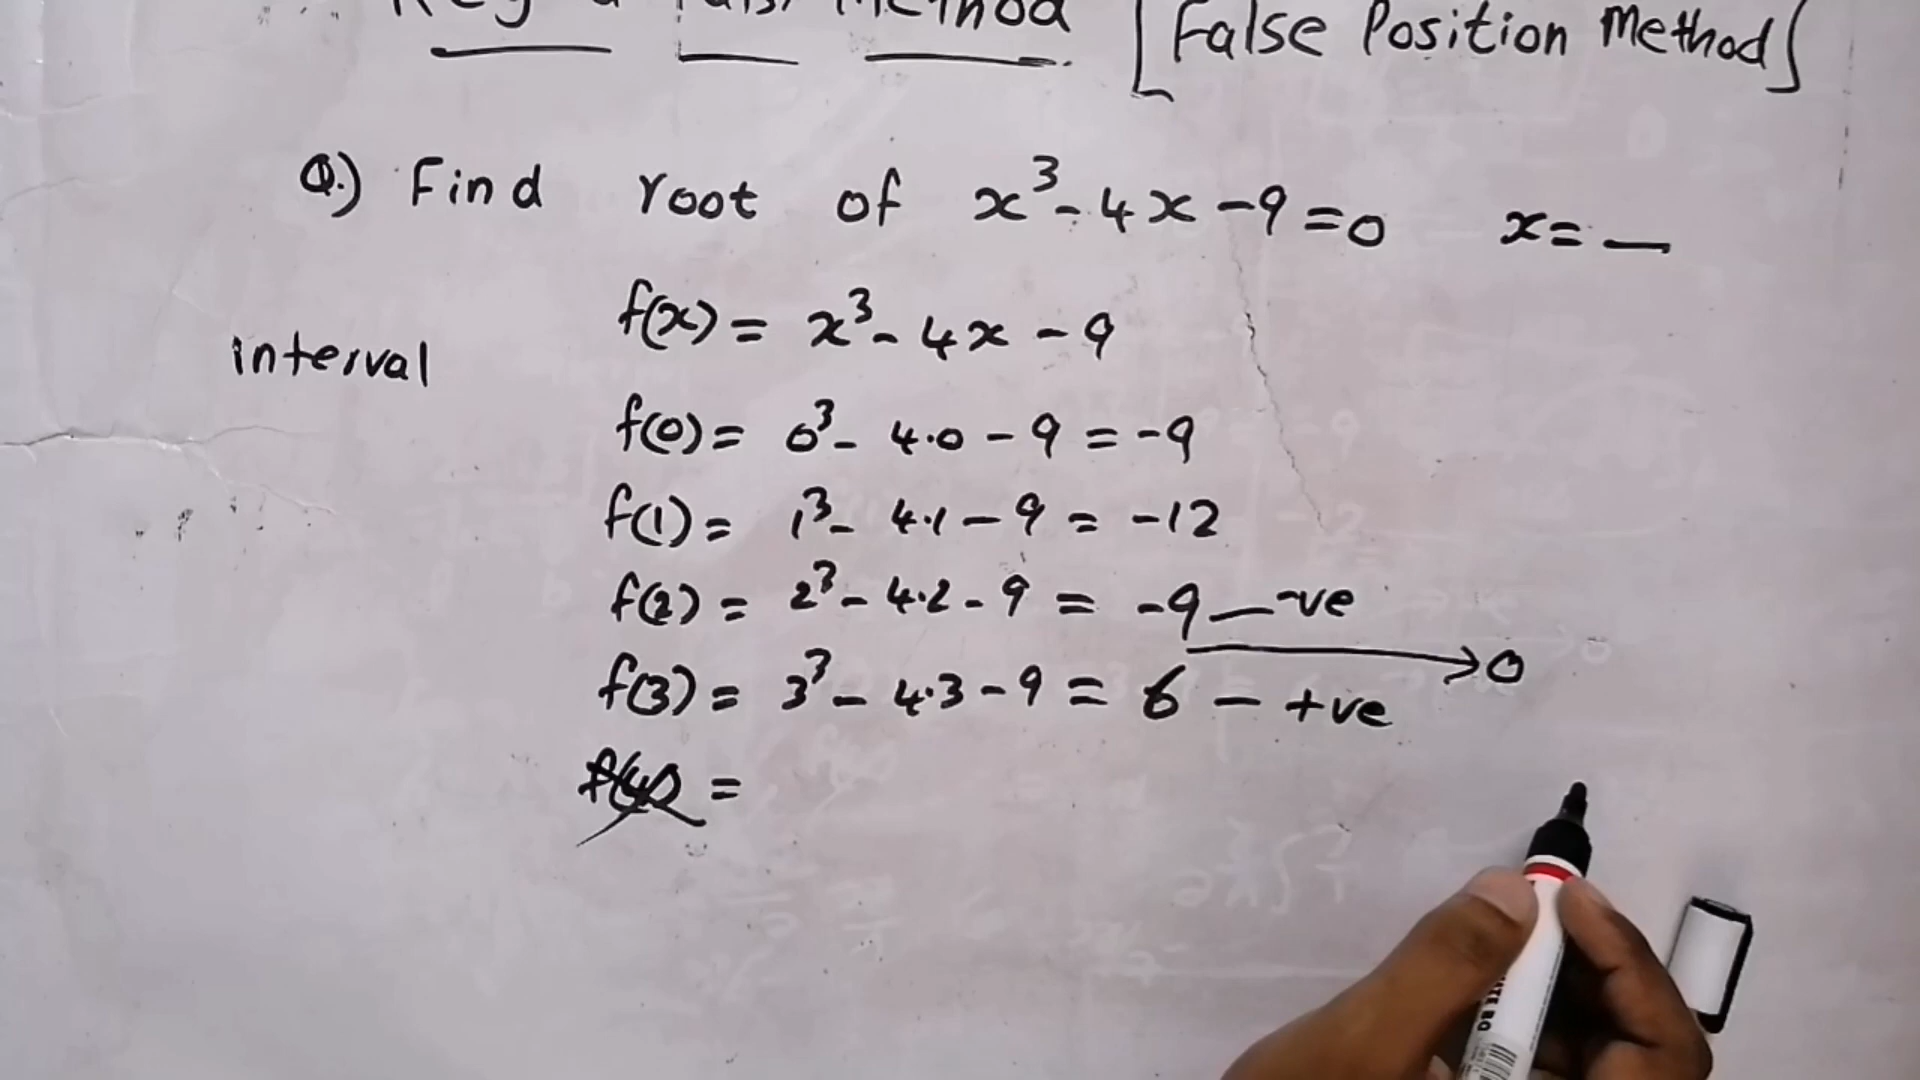 Method [False Position Method]
Q.) Find root of x³ - 4x - 9 = 0 x = __
f(x) = x³ - 4x - 9
interval
f(0) = 0³ - 4·0 - 9 = -9
f(1) = 1³ - 4·1 - 9 = -12
f(2) = 2³ - 4·2 - 9 = -9 — -ve
→ 0
f(3) = 3³ - 4·3 - 9 = 6 — +ve
=